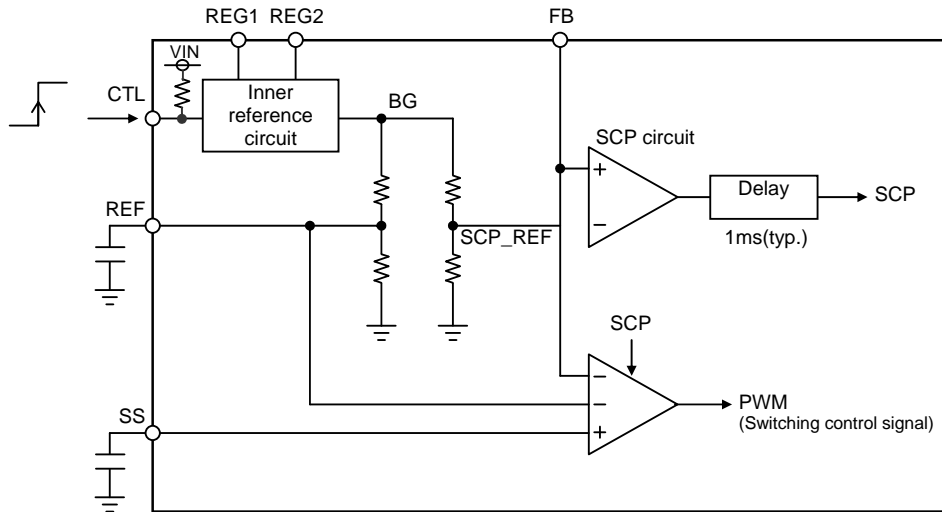 REG1 REG2 FB
VIN
CTL
Inner
reference
circuit
BG
SCP circuit
+
−
Delay
SCP
1ms(typ.)
REF
SCP_REF
SCP
−
−
+
PWM
(Switching control signal)
SS